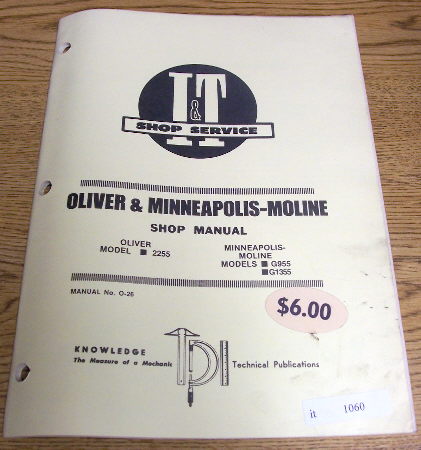 I&T
SHOP SERVICE
OLIVER & MINNEAPOLIS-MOLINE
SHOP MANUAL
OLIVER
MODEL ■ 2255
MINNEAPOLIS-
MOLINE
MODELS ■ G955
■ G1355
MANUAL No. O-26
$6.00
KNOWLEDGE
The Measure of a Mechanic
TPI
Technical Publications
it 1060